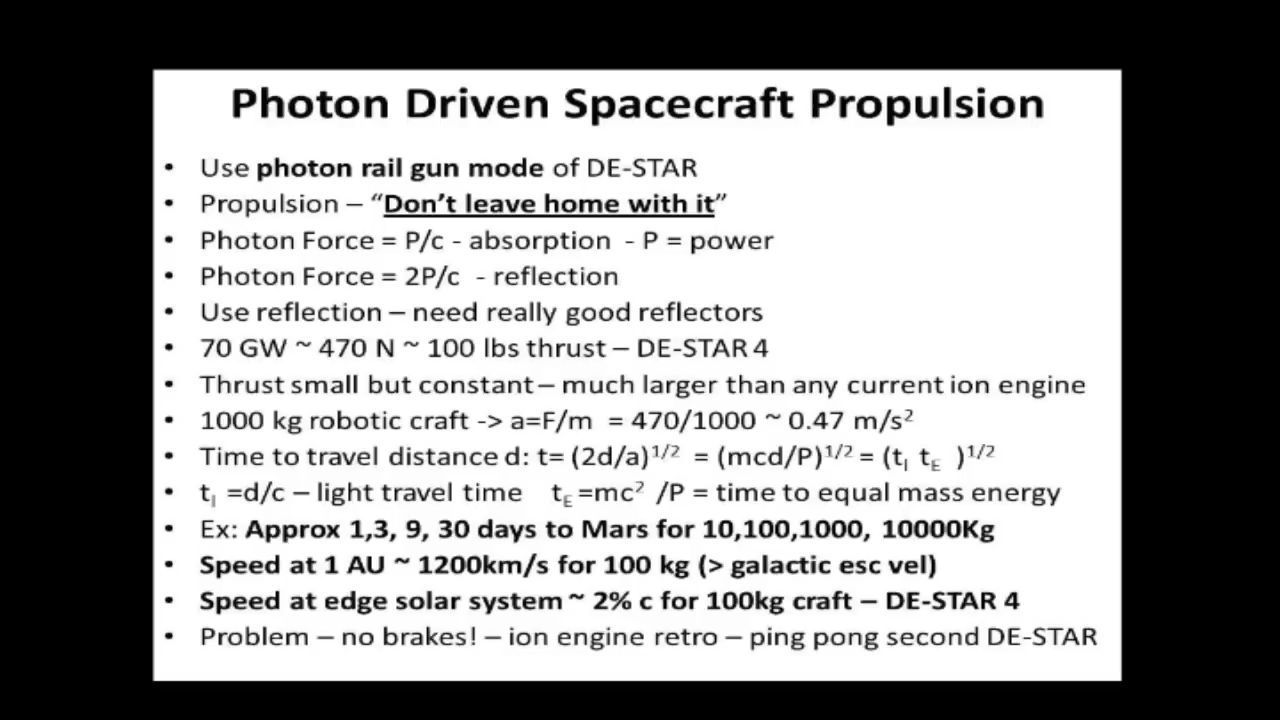 Photon Driven Spacecraft Propulsion
• Use photon rail gun mode of DE-STAR
• Propulsion – “Don’t leave home with it”
• Photon Force = P/c - absorption - P = power
• Photon Force = 2P/c - reflection
• Use reflection – need really good reflectors
• 70 GW ~ 470 N ~ 100 lbs thrust – DE-STAR 4
• Thrust small but constant – much larger than any current ion engine
• 1000 kg robotic craft -> a=F/m = 470/1000 ~ 0.47 m/s²
• Time to travel distance d: t= (2d/a)^1/2 = (mcd/P)^1/2 = (t_l t_E )^1/2
• t_l =d/c – light travel time t_E =mc² /P = time to equal mass energy
• Ex: Approx 1,3, 9, 30 days to Mars for 10,100,1000, 10000Kg
• Speed at 1 AU ~ 1200km/s for 100 kg (> galactic esc vel)
• Speed at edge solar system ~ 2% c for 100kg craft – DE-STAR 4
• Problem – no brakes! – ion engine retro – ping pong second DE-STAR